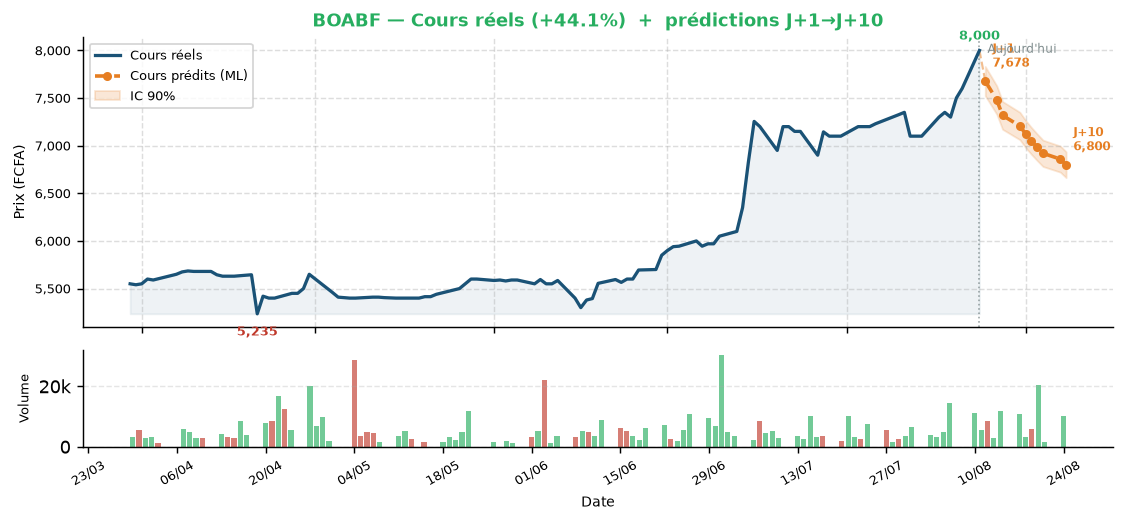 BOABF — Cours réels (+44.1%) + prédictions J+1→J+10
8,000
Aujourd'hui
J+1
7,678
J+10
6,800
5,235
Cours réels
Cours prédits (ML)
IC 90%
Prix (FCFA)
8,000
7,500
7,000
6,500
6,000
5,500
Volume
20k
0
23/03
06/04
20/04
04/05
18/05
01/06
15/06
29/06
13/07
27/07
10/08
24/08
Date